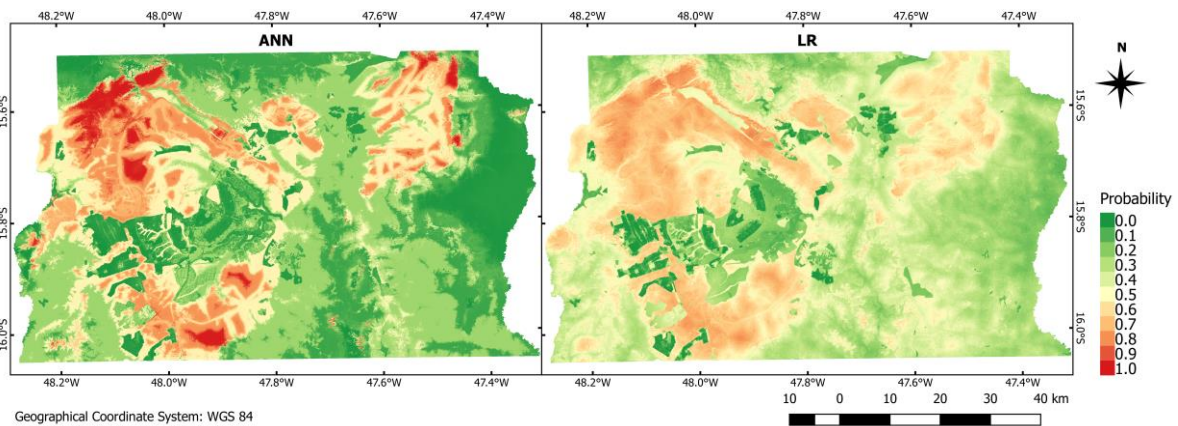 48.2°W 48.0°W 47.8°W 47.6°W 47.4°W 48.2°W 48.0°W 47.8°W 47.6°W 47.4°W
ANN LR
N
15.6°S 15.6°S
15.8°S 15.8°S
16.0°S 16.0°S
Probability
0.0
0.1
0.2
0.3
0.4
0.5
0.6
0.7
0.8
0.9
1.0
48.2°W 48.0°W 47.8°W 47.6°W 47.4°W 48.2°W 48.0°W 47.8°W 47.6°W 47.4°W
Geographical Coordinate System: WGS 84
10 0 10 20 30 40 km